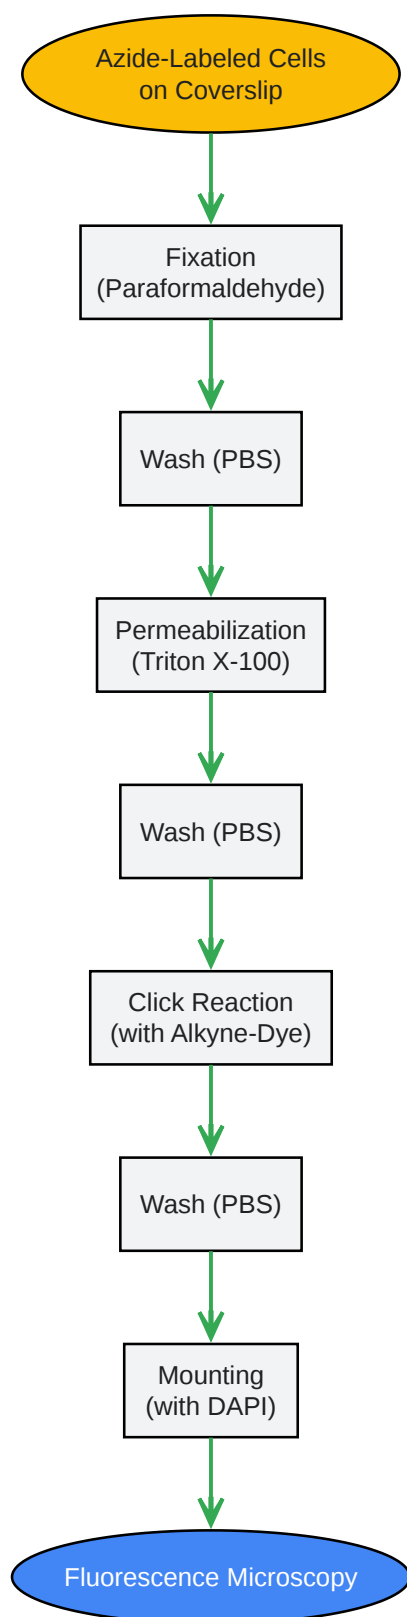 Azide-Labeled Cells
on Coverslip
Fixation
(Paraformaldehyde)
Wash (PBS)
Permeabilization
(Triton X-100)
Wash (PBS)
Click Reaction
(with Alkyne-Dye)
Wash (PBS)
Mounting
(with DAPI)
Fluorescence Microscopy